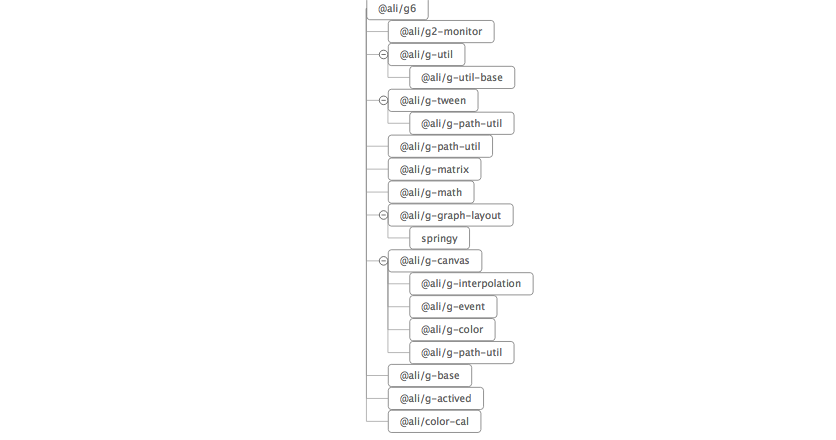 @ali/g6
@ali/g2-monitor
@ali/g-util
@ali/g-util-base
@ali/g-tween
@ali/g-path-util
@ali/g-path-util
@ali/g-matrix
@ali/g-math
@ali/g-graph-layout
springy
@ali/g-canvas
@ali/g-interpolation
@ali/g-event
@ali/g-color
@ali/g-path-util
@ali/g-base
@ali/g-actived
@ali/color-cal